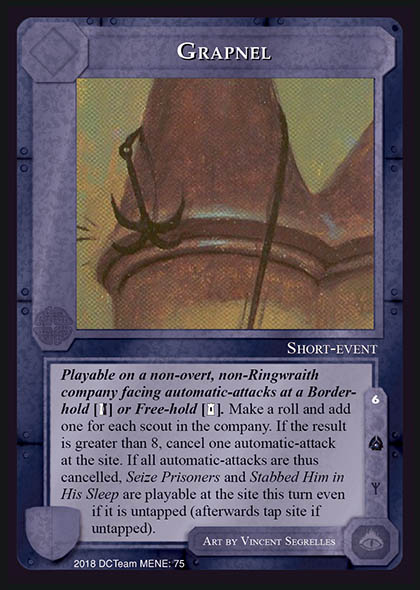 GRAPNEL
SHORT-EVENT
Playable on a non-overt, non-Ringwraith
company facing automatic-attacks at a Border-
hold [] or Free-hold []. Make a roll and add
one for each scout in the company. If the result
is greater than 8, cancel one automatic-attack
at the site. If all automatic-attacks are thus
cancelled, Seize Prisoners and Stabbed Him in
His Sleep are playable at the site this turn even
if it is untapped (afterwards tap site if
untapped).
6
ART BY VINCENT SEGRELLES
2018 DCTeam MENE: 75